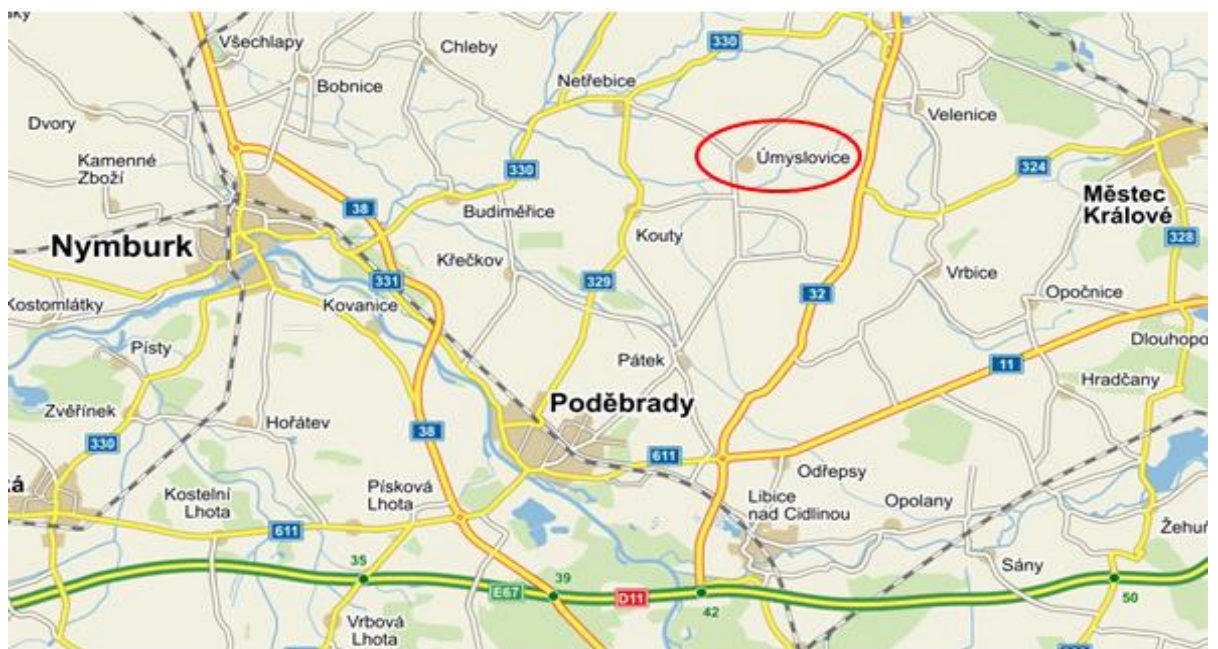 Všechlapy
Chleby
330
Bobnice
Netřebice
Velenice
Dvory
Kamenné
Zboží
330
Úmyslovice
324
Městec
Králové
38
Budiměřice
Nymburk
Kouty
328
Křečkov
Vrbice
331
329
32
Kostomlátky
Kovanice
Opočnice
Písty
Pátek
11
Dlouhopo
Hradčany
Zvěřínek
Poděbrady
Hořátev
38
330
611
Odřepsy
ká
Kostelní
Lhota
Písková
Lhota
Libice
nad Cidlinou
Opolany
611
Žehuň
35
39
Sány
E67
D11
42
50
Vrbová
Lhota